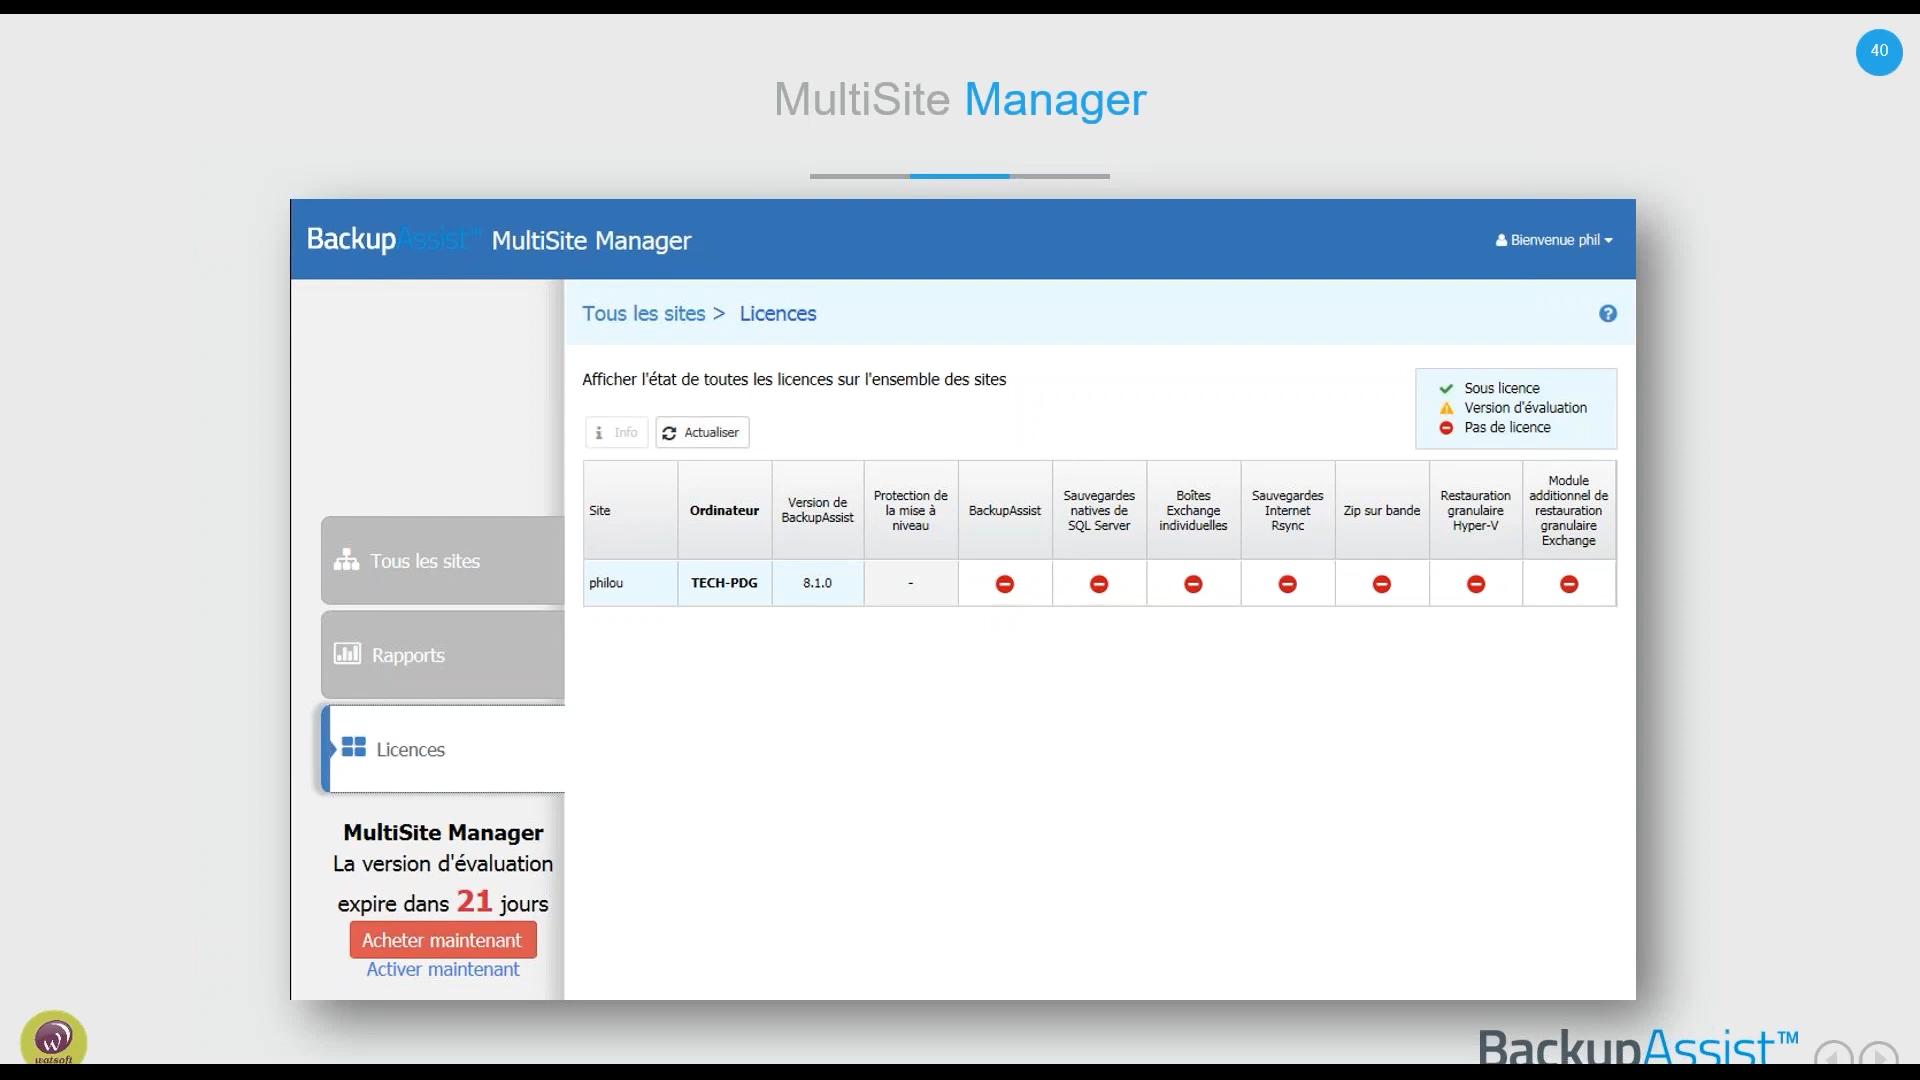 40
MultiSite Manager
BackupAssist™ MultiSite Manager
Bienvenue phil
Tous les sites > Licences
?
Afficher l'état de toutes les licences sur l'ensemble des sites
Sous licence
Version d'évaluation
Pas de licence
Info
Actualiser
Site
Ordinateur
Version de
BackupAssist
Protection de
la mise à
niveau
BackupAssist
Sauvegardes
natives de
SQL Server
Boîtes
Exchange
individuelles
Sauvegardes
Internet
Rsync
Zip sur bande
Restauration
granulaire
Hyper-V
Module
additionnel de
restauration
granulaire
Exchange
philou
TECH-PDG
8.1.0
-
Tous les sites
Rapports
Licences
MultiSite Manager
La version d'évaluation
expire dans 21 jours
Acheter maintenant
Activer maintenant
W
watsoft
BackupAssist™